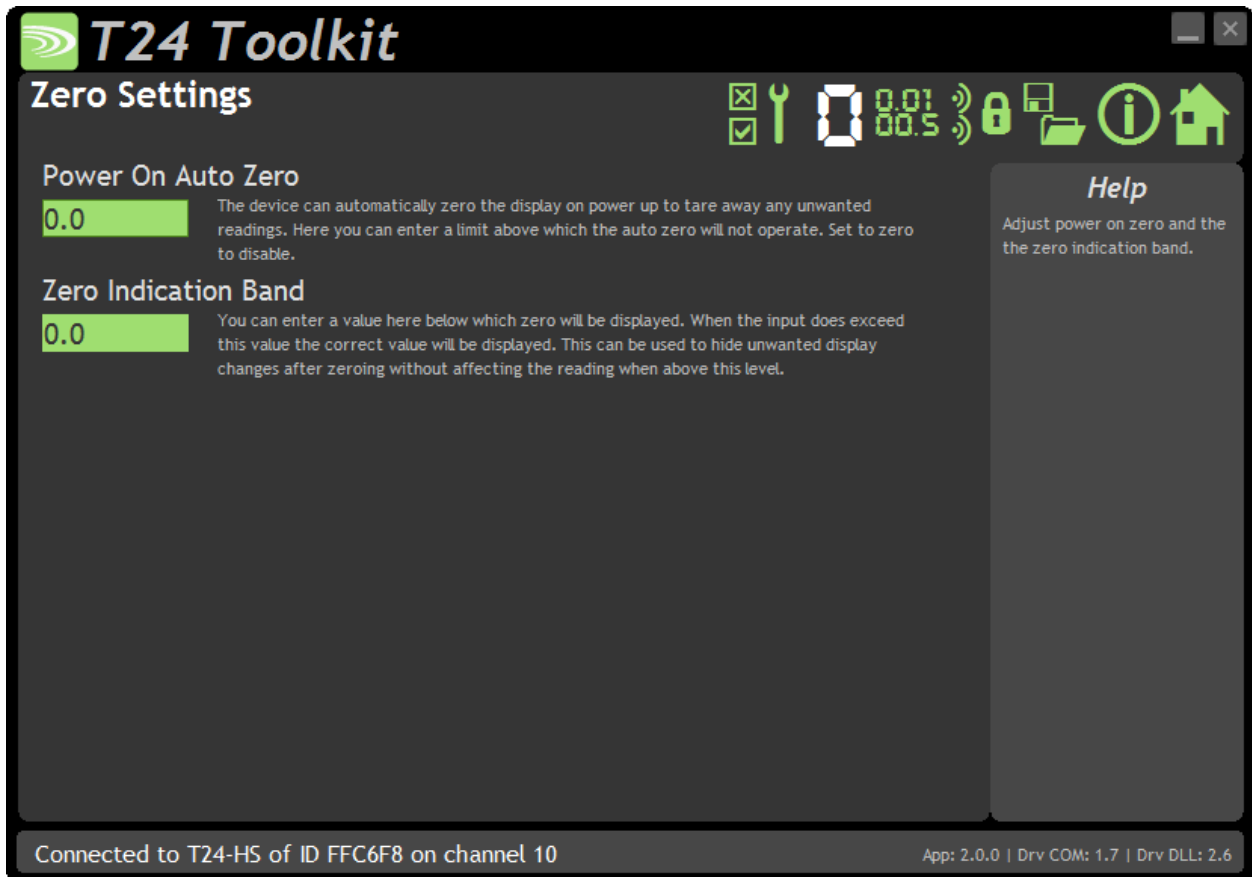 T24 Toolkit
Zero Settings
0
0.01
00.5
Power On Auto Zero
0.0
The device can automatically zero the display on power up to tare away any unwanted
readings. Here you can enter a limit above which the auto zero will not operate. Set to zero
to disable.
Zero Indication Band
0.0
You can enter a value here below which zero will be displayed. When the input does exceed
this value the correct value will be displayed. This can be used to hide unwanted display
changes after zeroing without affecting the reading when above this level.
Help
Adjust power on zero and the
the zero indication band.
Connected to T24-HS of ID FFC6F8 on channel 10
App: 2.0.0 | Drv COM: 1.7 | Drv DLL: 2.6